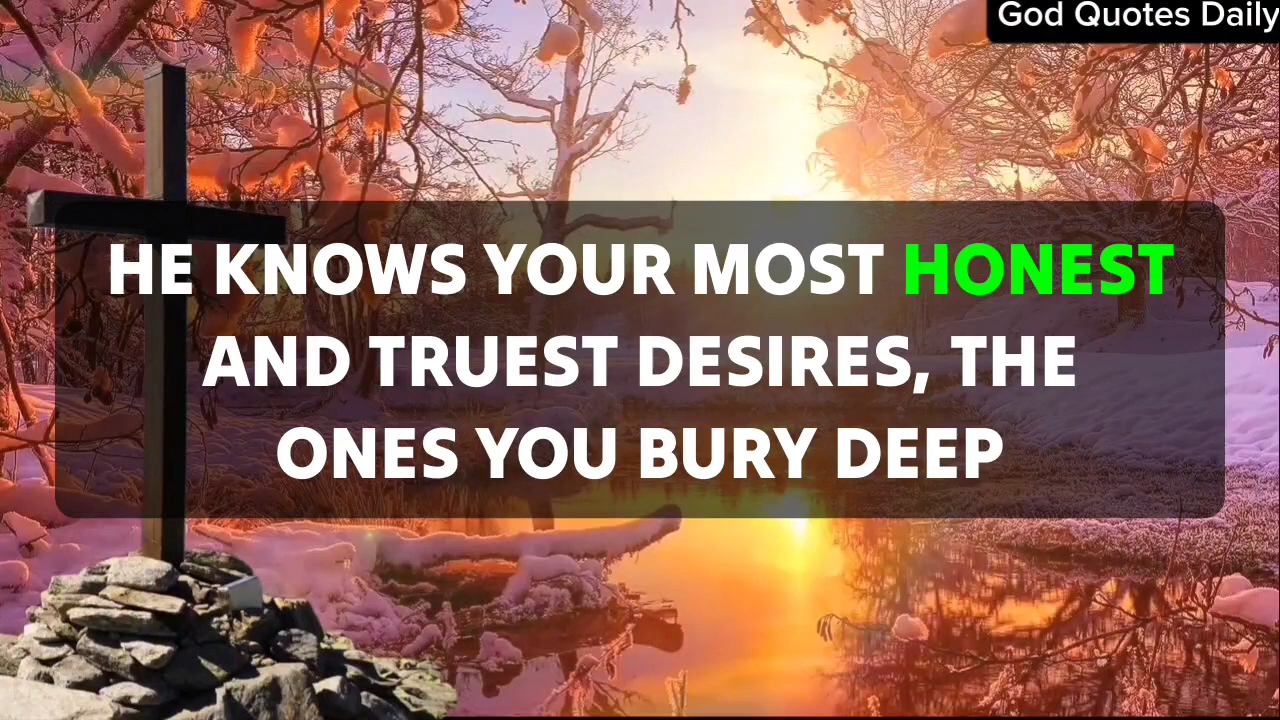 God Quotes Daily
HE KNOWS YOUR MOST HONEST
AND TRUEST DESIRES, THE
ONES YOU BURY DEEP